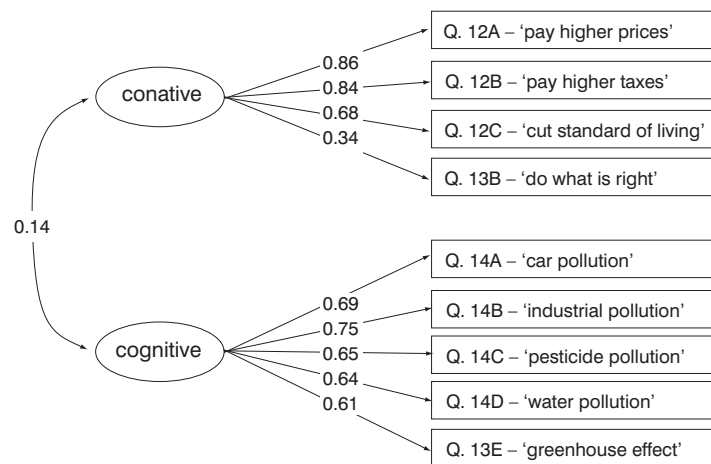 Q. 12A – ‘pay higher prices’
0.86
conative
0.84
Q. 12B – ‘pay higher taxes’
0.68
Q. 12C – ‘cut standard of living’
0.34
Q. 13B – ‘do what is right’
0.14
Q. 14A – ‘car pollution’
0.69
Q. 14B – ‘industrial pollution’
0.75
cognitive
0.65
Q. 14C – ‘pesticide pollution’
0.64
Q. 14D – ‘water pollution’
0.61
Q. 13E – ‘greenhouse effect’